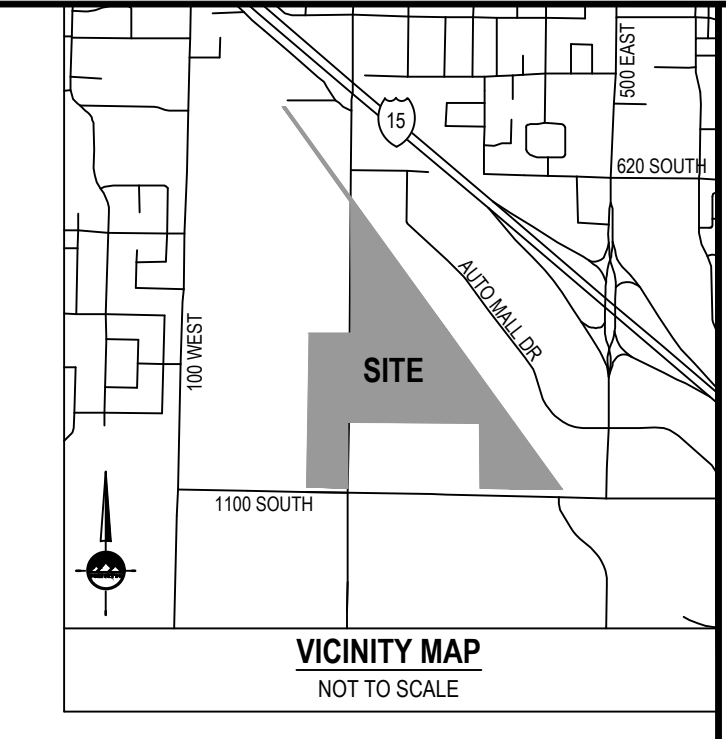 500 EAST
15
620 SOUTH
AUTO MALL DR
100 WEST
SITE
1100 SOUTH
VICINITY MAP
NOT TO SCALE